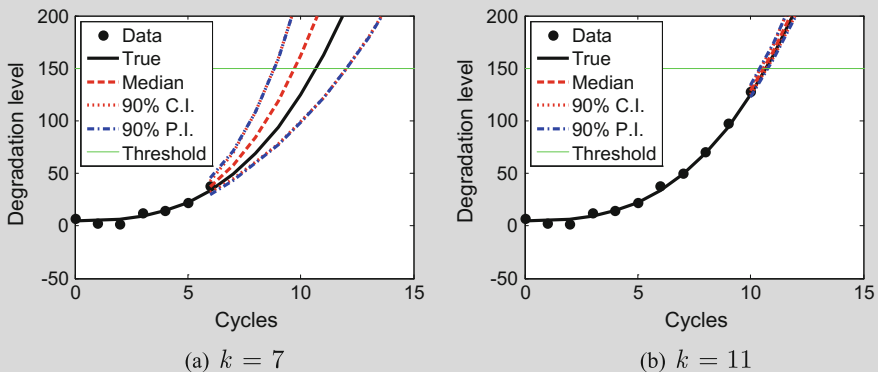 200
150
100
50
0
-50
Degradation level
Data
True
Median
90% C.I.
90% P.I.
Threshold
0 5 10 15
Cycles
(a) k = 7
200
150
100
50
0
-50
Degradation level
Data
True
Median
90% C.I.
90% P.I.
Threshold
0 5 10 15
Cycles
(b) k = 11